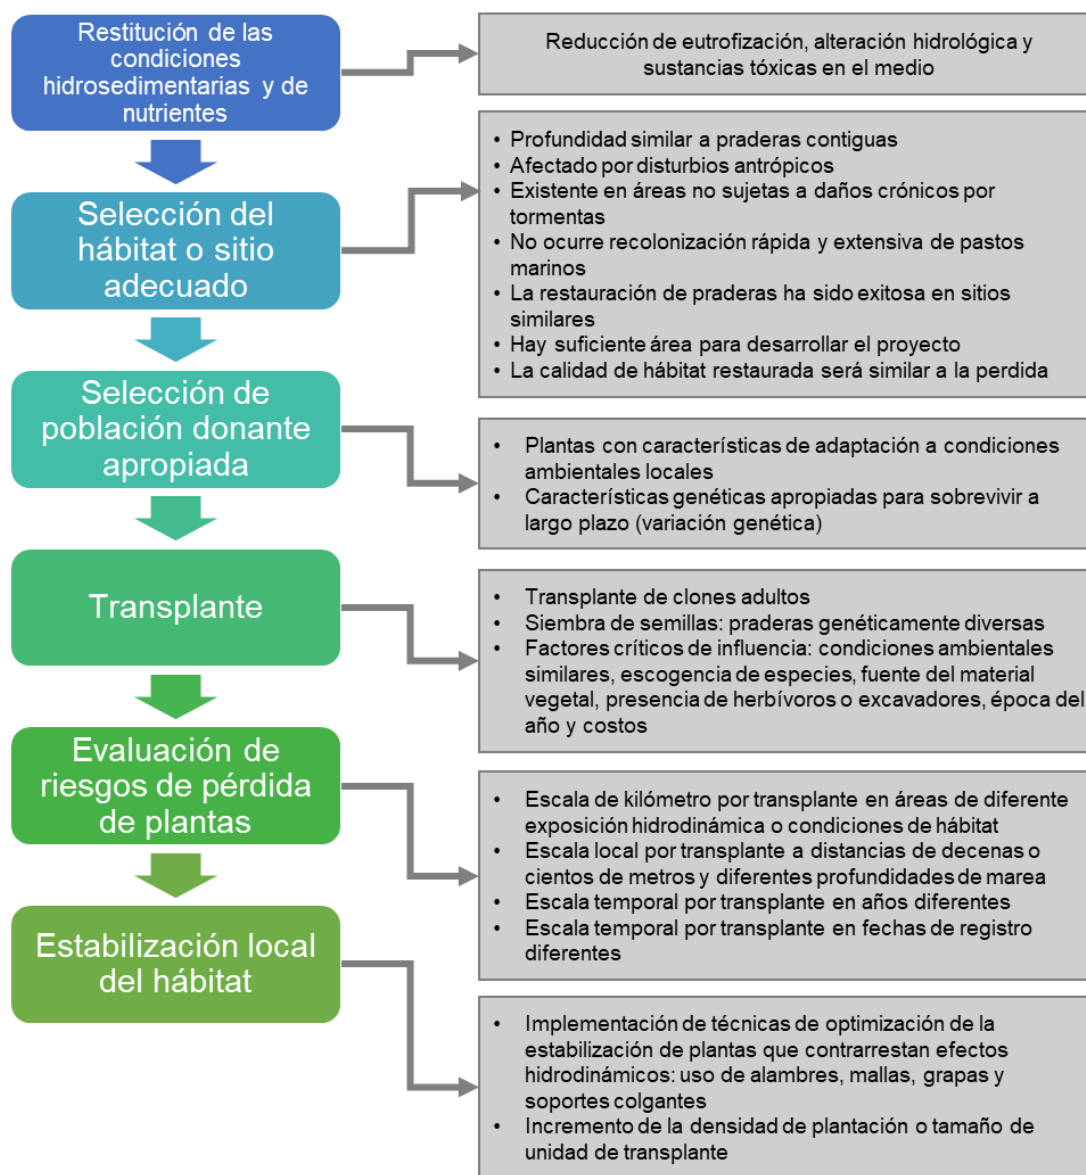 Restitución de las
condiciones
hidrosedimentarias y de
nutrientes
Reducción de eutrofización, alteración hidrológica y
sustancias tóxicas en el medio
Selección del
hábitat o sitio
adecuado
• Profundidad similar a praderas contiguas
• Afectado por disturbios antrópicos
• Existente en áreas no sujetas a daños crónicos por
tormentas
• No ocurre recolonización rápida y extensiva de pastos
marinos
• La restauración de praderas ha sido exitosa en sitios
similares
• Hay suficiente área para desarrollar el proyecto
• La calidad de hábitat restaurada será similar a la perdida
Selección de
población donante
apropiada
• Plantas con características de adaptación a condiciones
ambientales locales
• Características genéticas apropiadas para sobrevivir a
largo plazo (variación genética)
Transplante
• Transplante de clones adultos
• Siembra de semillas: praderas genéticamente diversas
• Factores críticos de influencia: condiciones ambientales
similares, escogencia de especies, fuente del material
vegetal, presencia de herbívoros o excavadores, época del
año y costos
Evaluación de
riesgos de pérdida
de plantas
• Escala de kilómetro por transplante en áreas de diferente
exposición hidrodinámica o condiciones de hábitat
• Escala local por transplante a distancias de decenas o
cientos de metros y diferentes profundidades de marea
• Escala temporal por transplante en años diferentes
• Escala temporal por transplante en fechas de registro
diferentes
Estabilización local
del hábitat
• Implementación de técnicas de optimización de la
estabilización de plantas que contrarrestan efectos
hidrodinámicos: uso de alambres, mallas, grapas y
soportes colgantes
• Incremento de la densidad de plantación o tamaño de
unidad de transplante